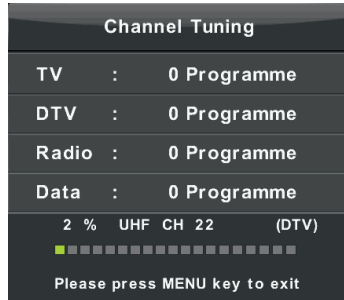 Channel Tuning
TV : 0 Programme
DTV : 0 Programme
Radio : 0 Programme
Data : 0 Programme
2 % UHF CH 22 (DTV)
Please press MENU key to exit